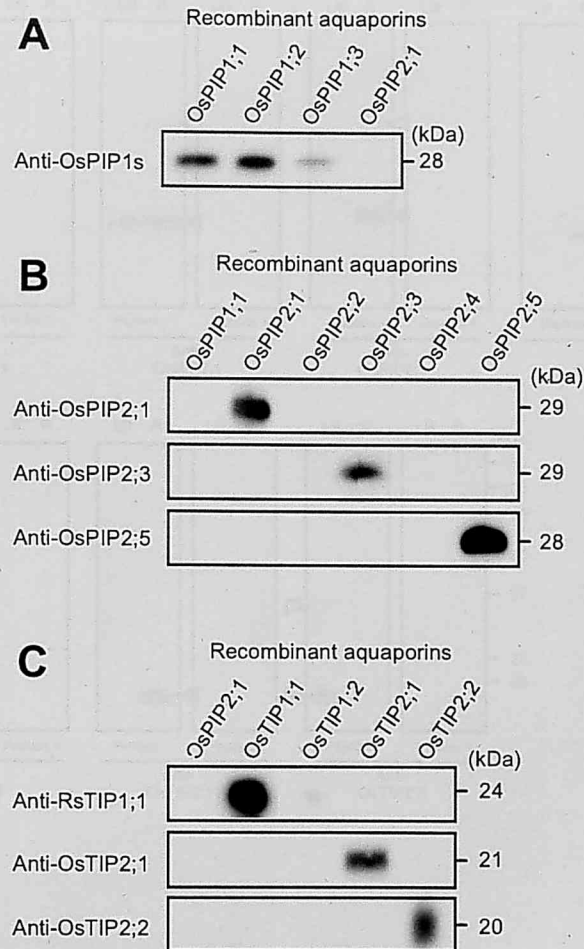 A
Recombinant aquaporins
OsPIP1;1 OsPIP1;2 OsPIP1;3 OsPIP2;1
(kDa)
Anti-OsPIP1s 28
B
Recombinant aquaporins
OsPIP1;1 OsPIP2;1 OsPIP2;2 OsPIP2;3 OsPIP2;4 OsPIP2;5
(kDa)
Anti-OsPIP2;1 29
Anti-OsPIP2;3 29
Anti-OsPIP2;5 28
C
Recombinant aquaporins
OsPIP2;1 OsTIP1;1 OsTIP1;2 OsTIP2;1 OsTIP2;2
(kDa)
Anti-RsTIP1;1 24
Anti-OsTIP2;1 21
Anti-OsTIP2;2 20